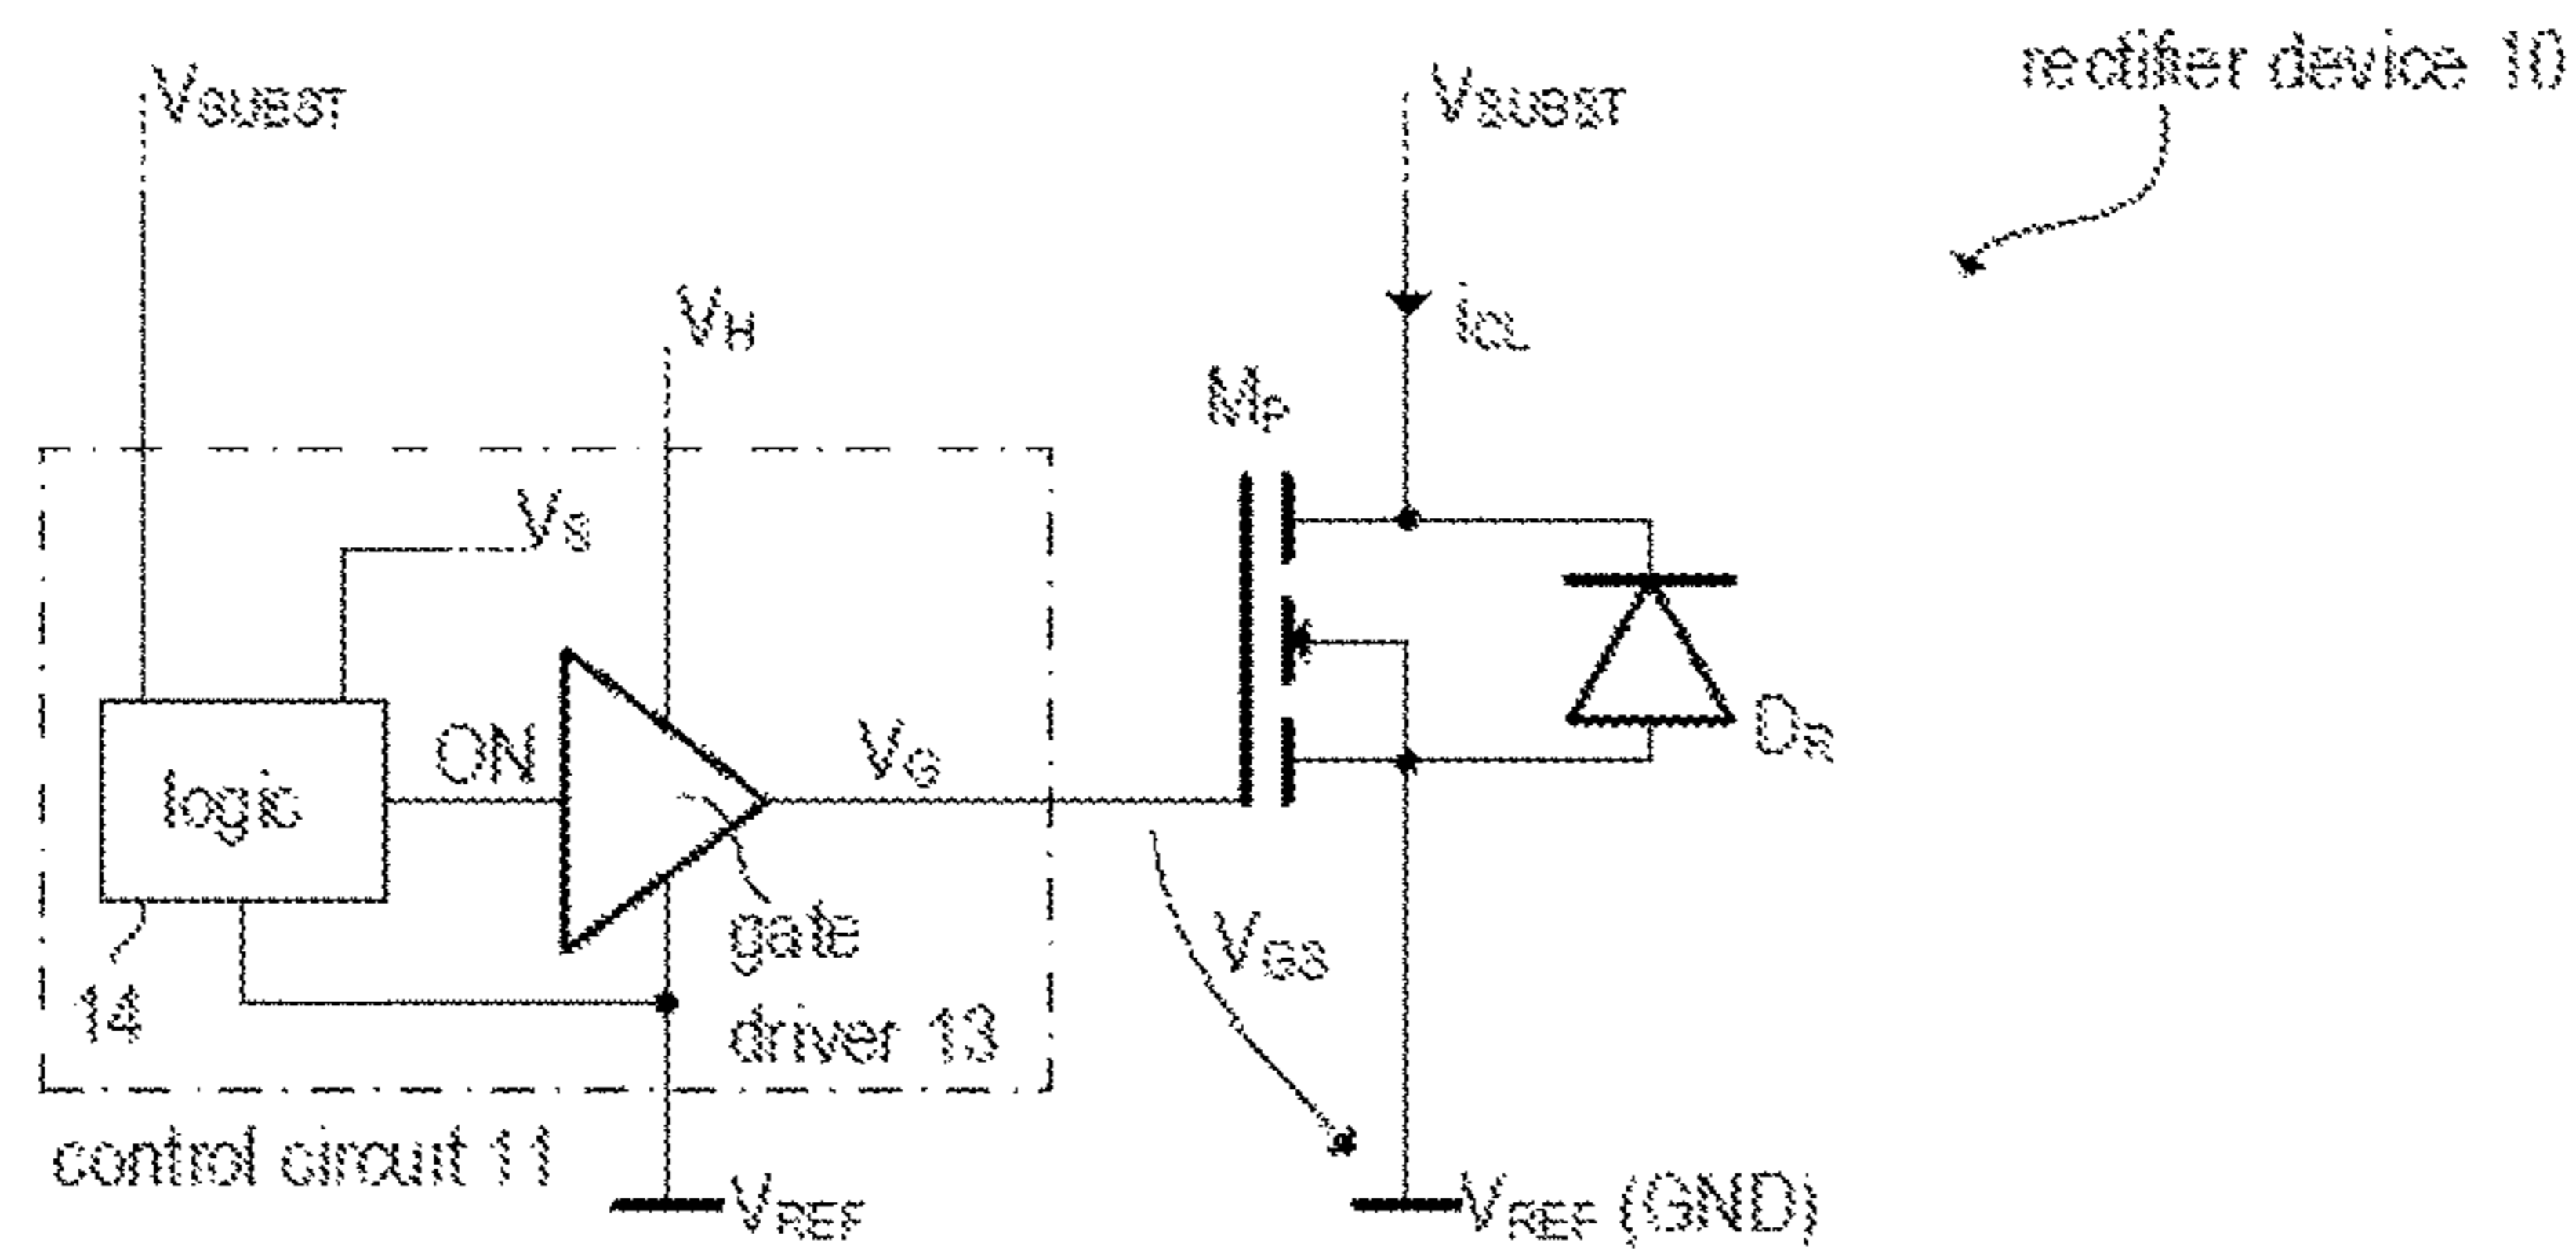 rectifier device 10
VSUBST
VSUBST
VH
iCL
MP
VS
ON
VG
DR
logic
gate
driver 13
VGS
14
control circuit 11
VREF
VREF (GND)